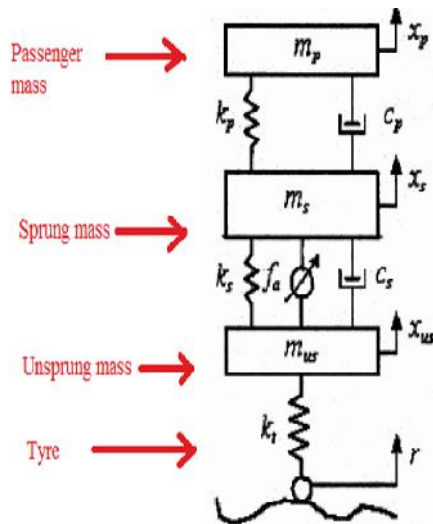 Passenger
mass
m_p
x_p
k_p
c_p
x_s
m_s
Sprung mass
k_s
f_a
c_s
x_us
m_us
Unsprung mass
k_t
Tyre
r